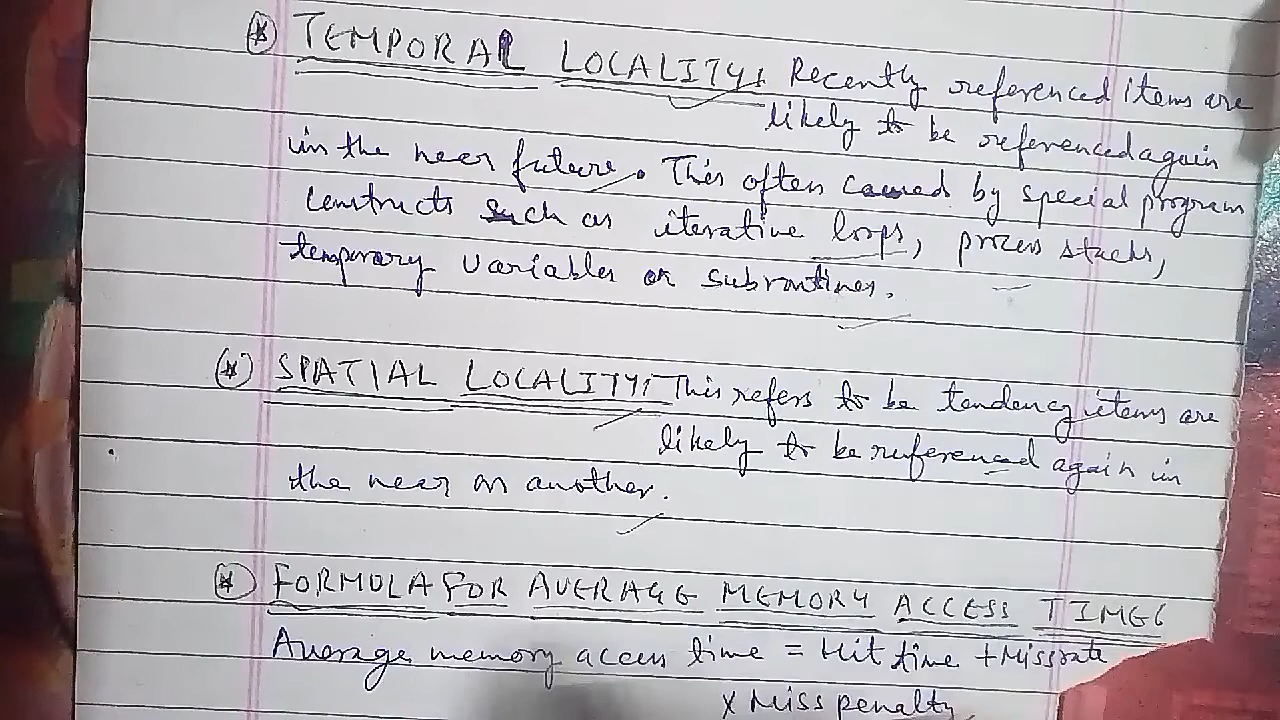 * TEMPORAL LOCALITY: Recently referenced items are
likely to be referenced again
in the near future. This often caused by special program
constructs such as iterative loops, process stacks,
temporary variables or subroutines.
* SPATIAL LOCALITY: This refers to be tendency items are
likely to be referenced again in
the near on another.
* FORMULA FOR AVERAGE MEMORY ACCESS TIME:
Average memory access time = Hit time + Miss rate
x Miss penalty